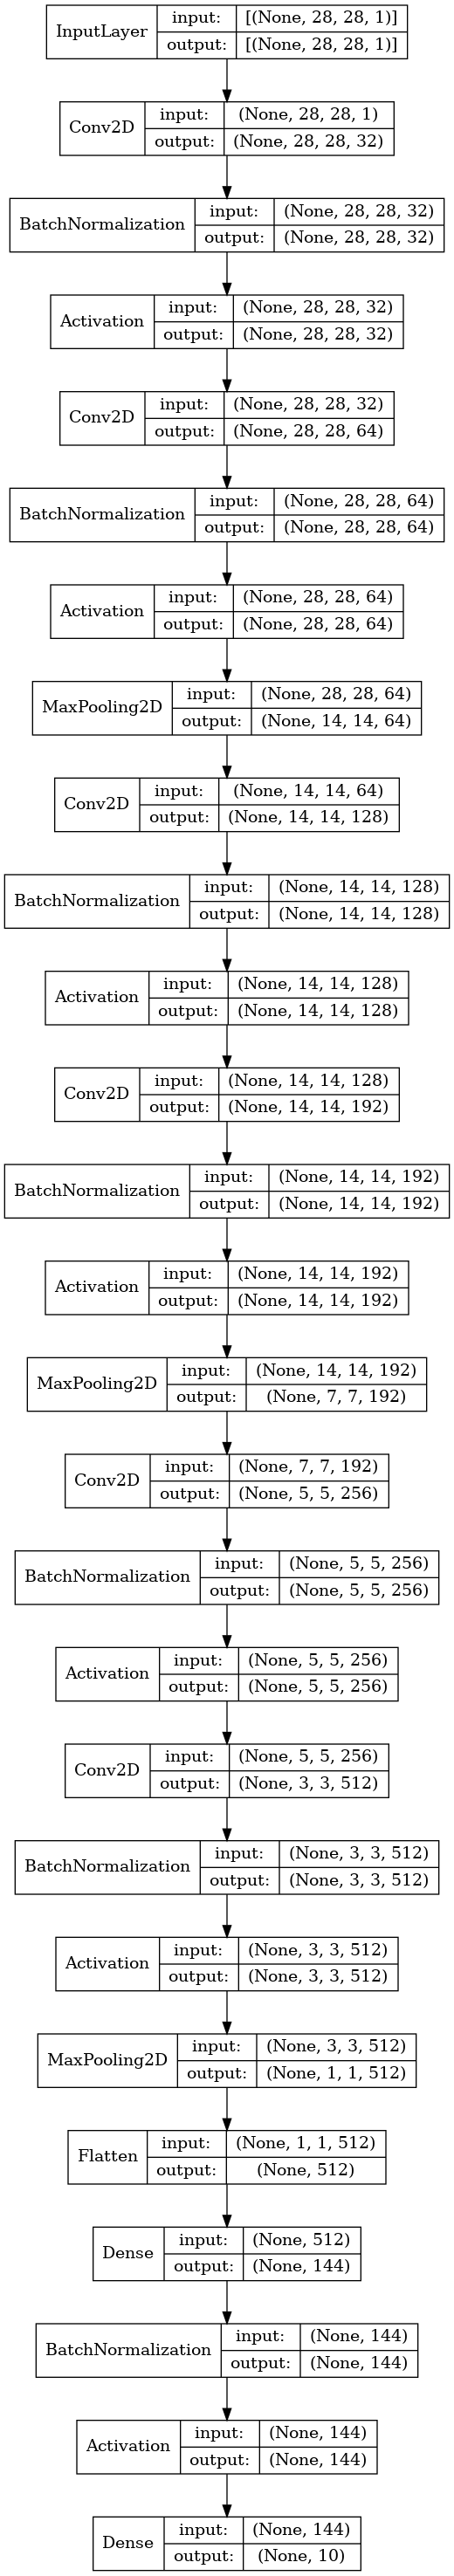 InputLayer
input: [(None, 28, 28, 1)]
output: [(None, 28, 28, 1)]
Conv2D
input: (None, 28, 28, 1)
output: (None, 28, 28, 32)
BatchNormalization
input: (None, 28, 28, 32)
output: (None, 28, 28, 32)
Activation
input: (None, 28, 28, 32)
output: (None, 28, 28, 32)
Conv2D
input: (None, 28, 28, 32)
output: (None, 28, 28, 64)
BatchNormalization
input: (None, 28, 28, 64)
output: (None, 28, 28, 64)
Activation
input: (None, 28, 28, 64)
output: (None, 28, 28, 64)
MaxPooling2D
input: (None, 28, 28, 64)
output: (None, 14, 14, 64)
Conv2D
input: (None, 14, 14, 64)
output: (None, 14, 14, 128)
BatchNormalization
input: (None, 14, 14, 128)
output: (None, 14, 14, 128)
Activation
input: (None, 14, 14, 128)
output: (None, 14, 14, 128)
Conv2D
input: (None, 14, 14, 128)
output: (None, 14, 14, 192)
BatchNormalization
input: (None, 14, 14, 192)
output: (None, 14, 14, 192)
Activation
input: (None, 14, 14, 192)
output: (None, 14, 14, 192)
MaxPooling2D
input: (None, 14, 14, 192)
output: (None, 7, 7, 192)
Conv2D
input: (None, 7, 7, 192)
output: (None, 5, 5, 256)
BatchNormalization
input: (None, 5, 5, 256)
output: (None, 5, 5, 256)
Activation
input: (None, 5, 5, 256)
output: (None, 5, 5, 256)
Conv2D
input: (None, 5, 5, 256)
output: (None, 3, 3, 512)
BatchNormalization
input: (None, 3, 3, 512)
output: (None, 3, 3, 512)
Activation
input: (None, 3, 3, 512)
output: (None, 3, 3, 512)
MaxPooling2D
input: (None, 3, 3, 512)
output: (None, 1, 1, 512)
Flatten
input: (None, 1, 1, 512)
output: (None, 512)
Dense
input: (None, 512)
output: (None, 144)
BatchNormalization
input: (None, 144)
output: (None, 144)
Activation
input: (None, 144)
output: (None, 144)
Dense
input: (None, 144)
output: (None, 10)